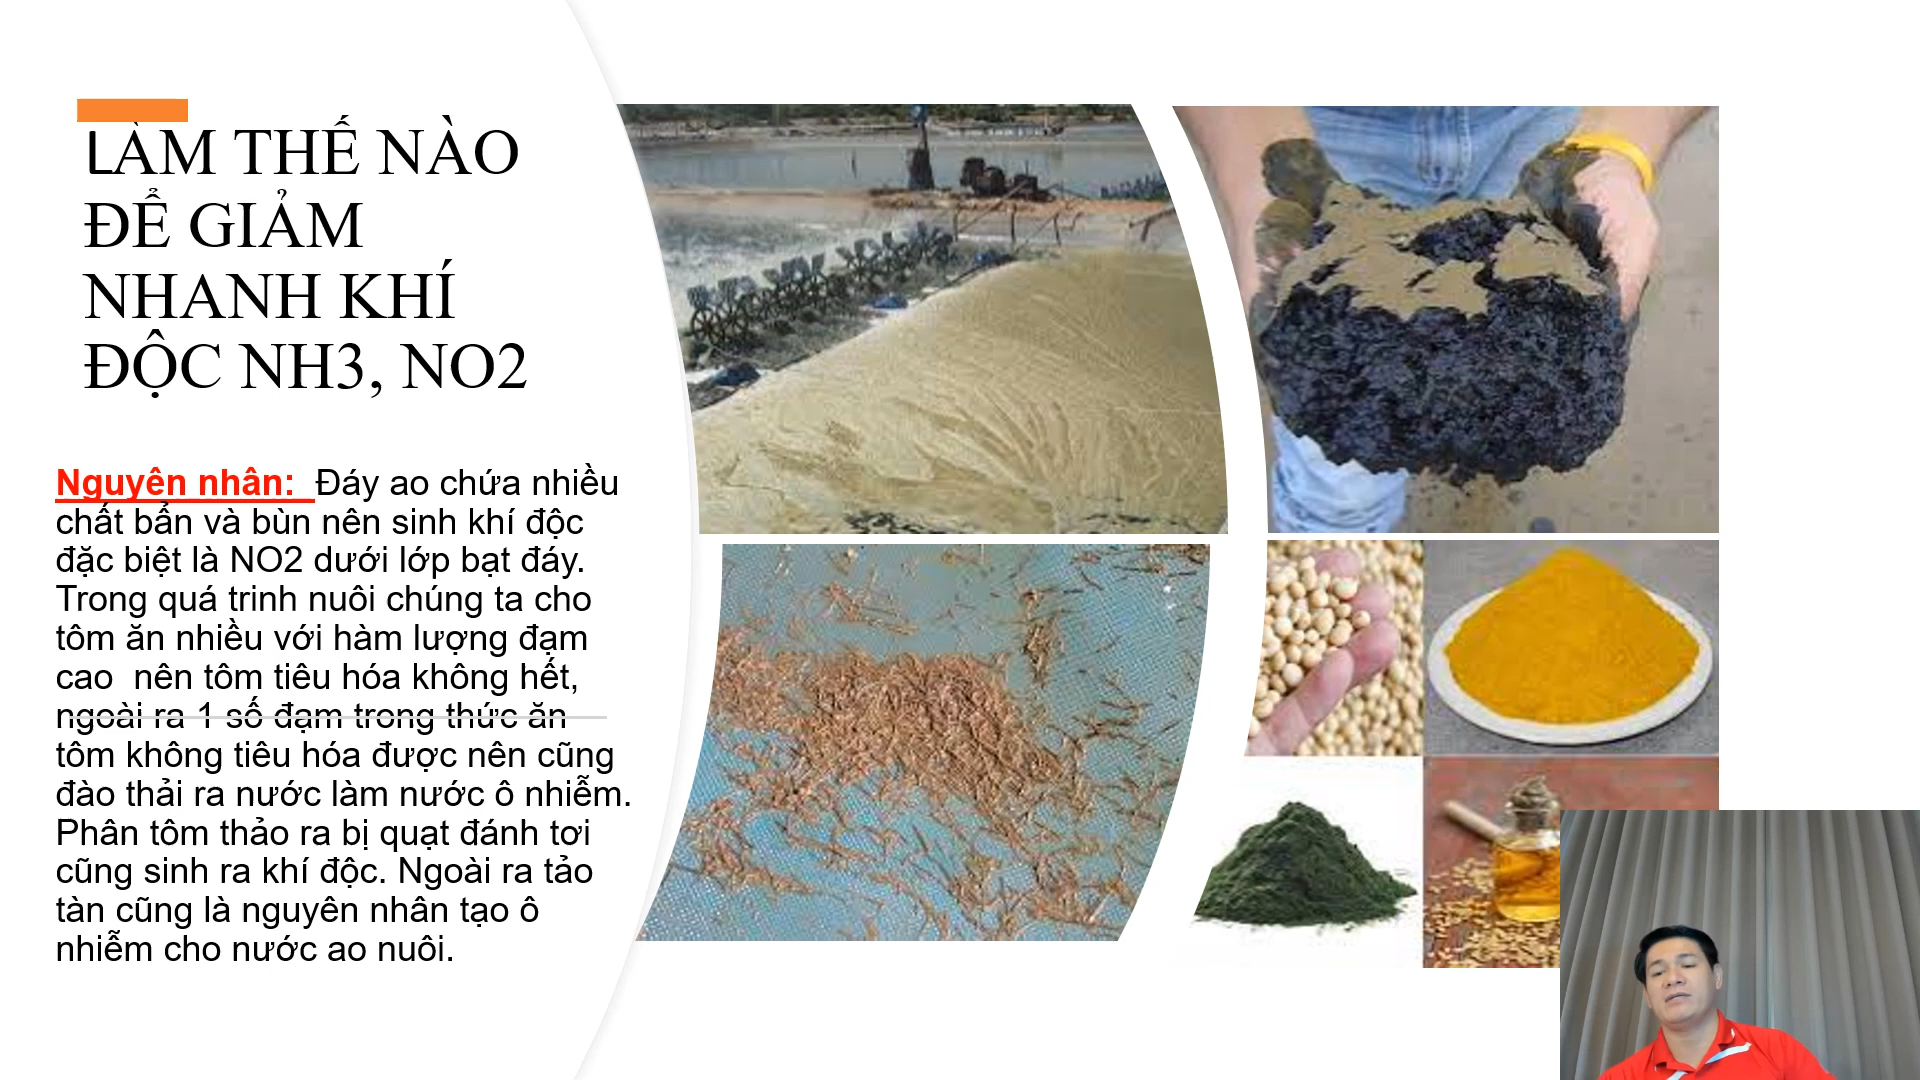 LÀM THẾ NÀO
ĐỂ GIẢM
NHANH KHÍ
ĐỘC NH3, NO2
Nguyên nhân: Đáy ao chứa nhiều
chất bẩn và bùn nên sinh khí độc
đặc biệt là NO2 dưới lớp bạt đáy.
Trong quá trinh nuôi chúng ta cho
tôm ăn nhiều với hàm lượng đạm
cao  nên tôm tiêu hóa không hết,
ngoài ra 1 số đạm trong thức ăn
tôm không tiêu hóa được nên cũng
đào thải ra nước làm nước ô nhiễm.
Phân tôm thảo ra bị quạt đánh tơi
cũng sinh ra khí độc. Ngoài ra tảo
tàn cũng là nguyên nhân tạo ô
nhiễm cho nước ao nuôi.